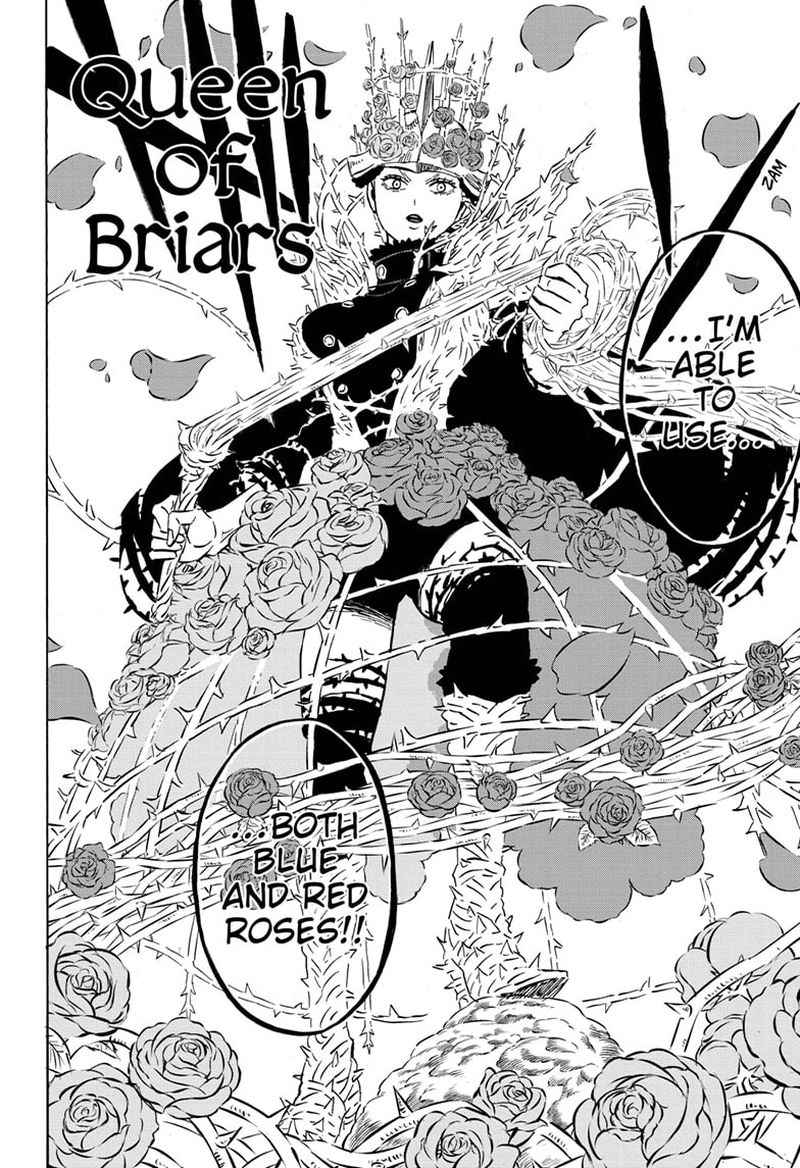 Queen
Of
Briars
ZAM
...I'M
ABLE
TO
USE...
...BOTH
BLUE
AND RED
ROSES!!